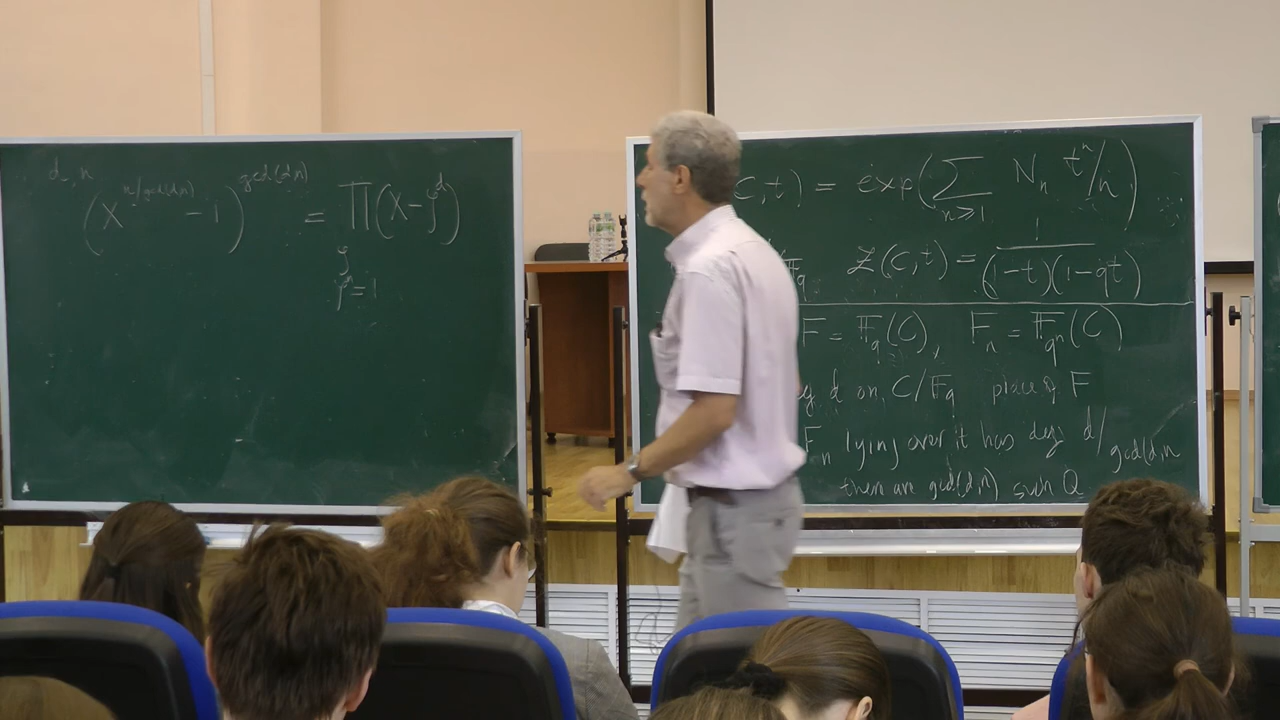 d, n
(X^{n/gcd(d,n)} - 1)^{gcd(d,n)} = ∏(X - ζ^d)
ζ
ζ^n = 1
C,t) = exp(∑ N_n t^n/n)
n≥1
F_q Z(C,t) = 1/((1-t)(1-qt))
F = 𝔽_q(C), F_n = 𝔽_{q^n}(C)
d on C/𝔽_q place of F
F_n lying over it has deg d/gcd(d,n
there are gcd(d,n) such Q